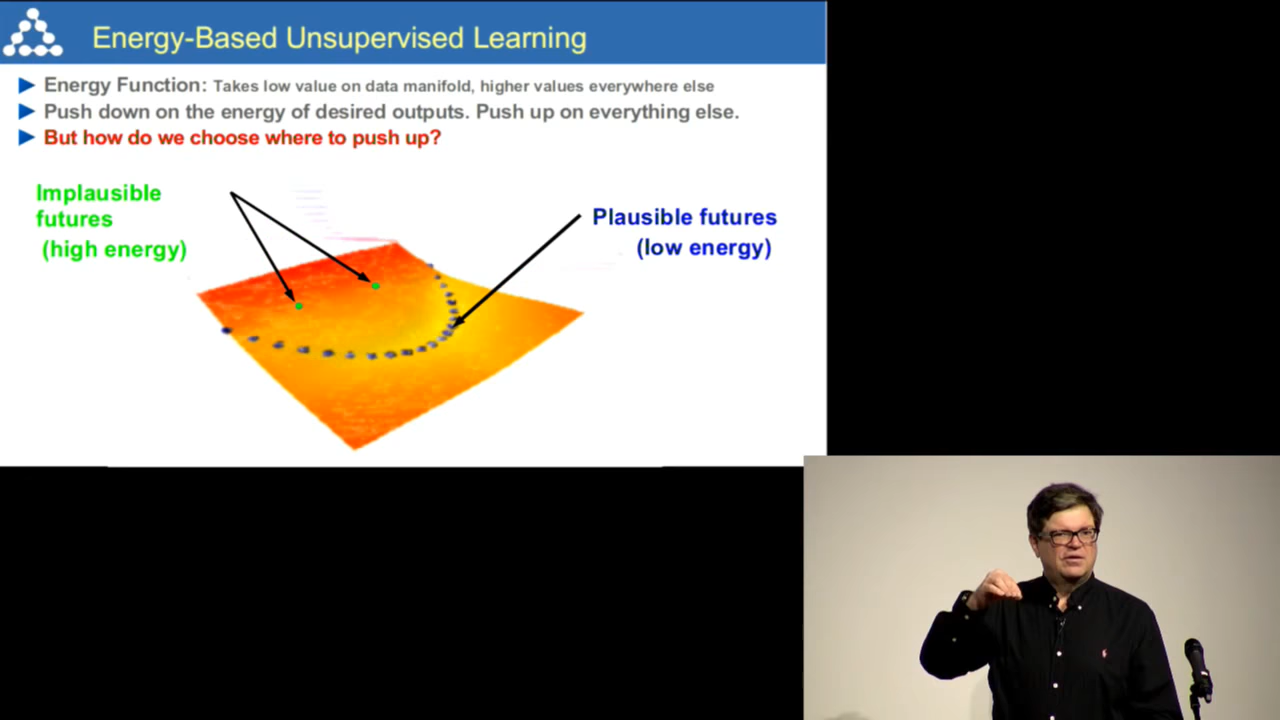 Energy-Based Unsupervised Learning
Energy Function: Takes low value on data manifold, higher values everywhere else
Push down on the energy of desired outputs. Push up on everything else.
But how do we choose where to push up?
Implausible
futures
(high energy)
Plausible futures
(low energy)